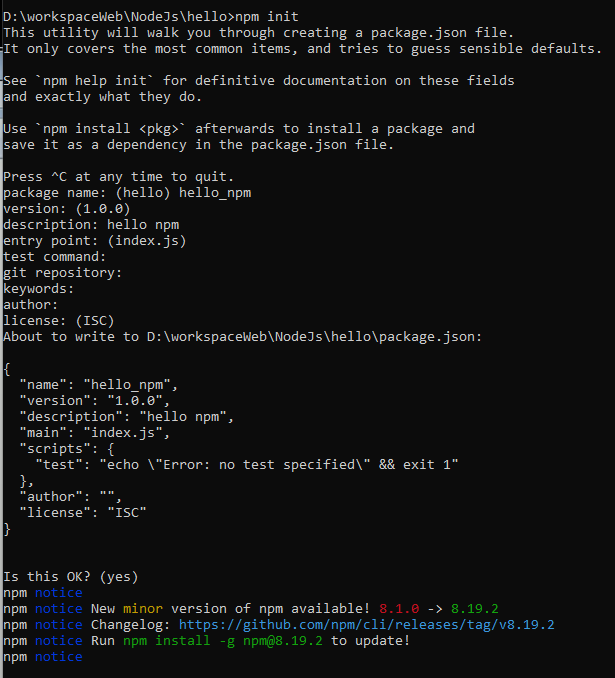 D:\workspaceWeb\NodeJs\hello>npm init
This utility will walk you through creating a package.json file.
It only covers the most common items, and tries to guess sensible defaults.

See `npm help init` for definitive documentation on these fields
and exactly what they do.

Use `npm install <pkg>` afterwards to install a package and
save it as a dependency in the package.json file.

Press ^C at any time to quit.
package name: (hello) hello_npm
version: (1.0.0)
description: hello npm
entry point: (index.js)
test command:
git repository:
keywords:
author:
license: (ISC)
About to write to D:\workspaceWeb\NodeJs\hello\package.json:

{
  "name": "hello_npm",
  "version": "1.0.0",
  "description": "hello npm",
  "main": "index.js",
  "scripts": {
    "test": "echo \"Error: no test specified\" && exit 1"
  },
  "author": "",
  "license": "ISC"
}


Is this OK? (yes)
npm notice
npm notice New minor version of npm available! 8.1.0 -> 8.19.2
npm notice Changelog: https://github.com/npm/cli/releases/tag/v8.19.2
npm notice Run npm install -g npm@8.19.2 to update!
npm notice